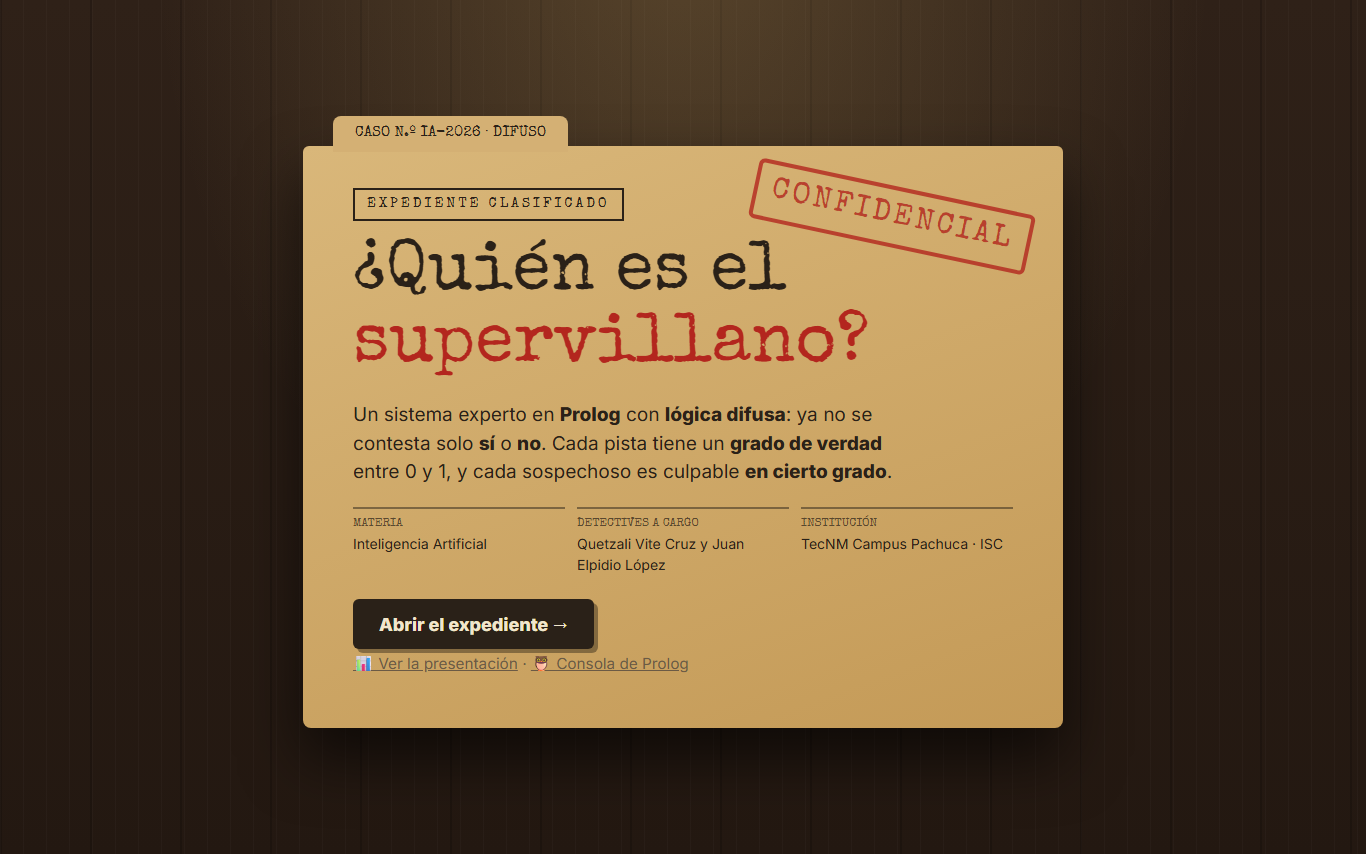 CASO N.º IA-2026 · DIFUSO
CONFIDENCIAL
EXPEDIENTE CLASIFICADO
¿Quién es el
supervillano?
Un sistema experto en Prolog con lógica difusa: ya no se
contesta solo sí o no. Cada pista tiene un grado de verdad
entre 0 y 1, y cada sospechoso es culpable en cierto grado.
MATERIA
Inteligencia Artificial
DETECTIVES A CARGO
Quetzali Vite Cruz y Juan
Elpidio López
INSTITUCIÓN
TecNM Campus Pachuca · ISC
Abrir el expediente →
📊 Ver la presentación · 🦉 Consola de Prolog